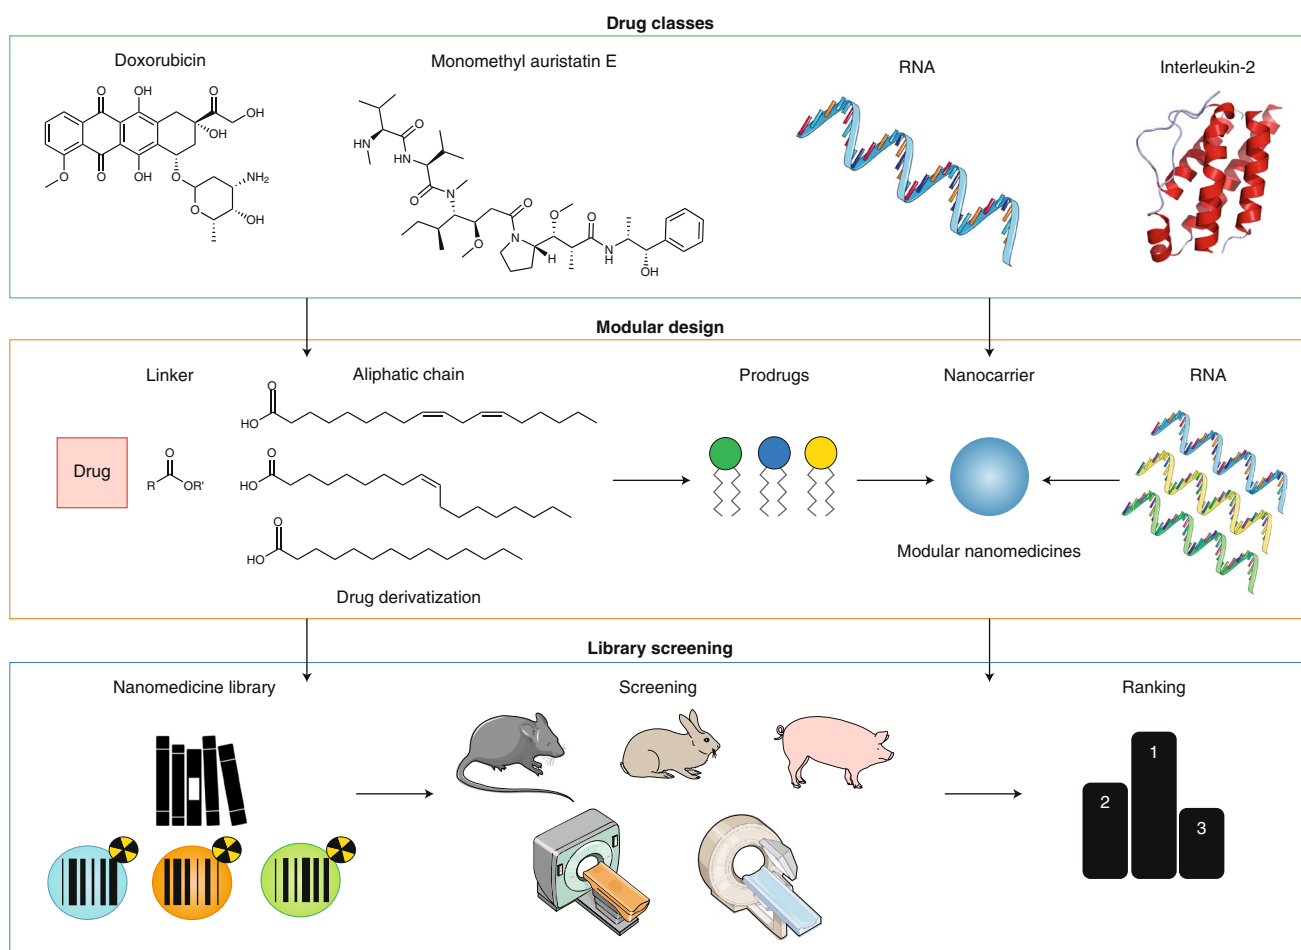 Drug classes
Doxorubicin
Monomethyl auristatin E
RNA
Interleukin-2
O
OH
O
OH
OH
O
O
OH
O
NH2
O
OH
HN
O
HN
O
N
O
N
O
H
O
O
N
H
OH
Modular design
Linker
Aliphatic chain
Prodrugs
Nanocarrier
RNA
Drug
R
O
OR'
O
HO
O
HO
O
HO
Modular nanomedicines
Drug derivatization
Library screening
Nanomedicine library
Screening
Ranking
1
2
3